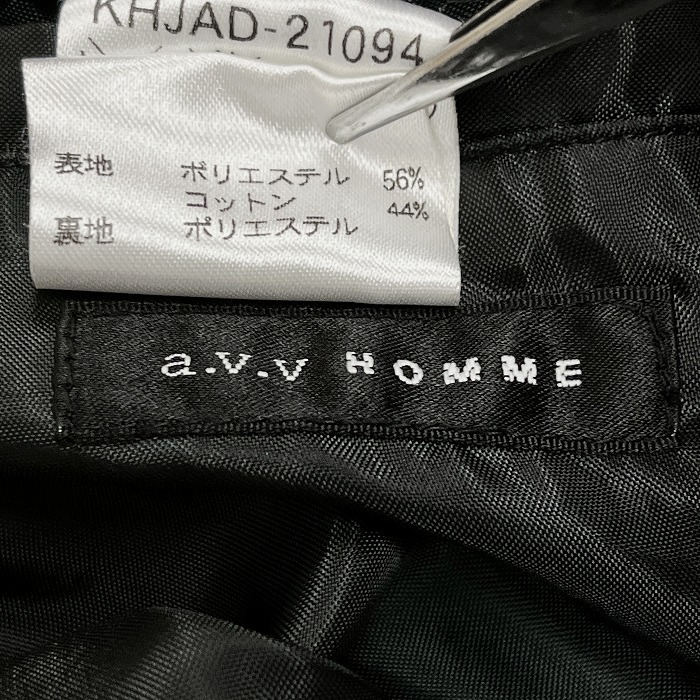 KHJAD-21094
表地 ポリエステル 56%
コットン 44%
裏地 ポリエステル
a.v.v HOMME